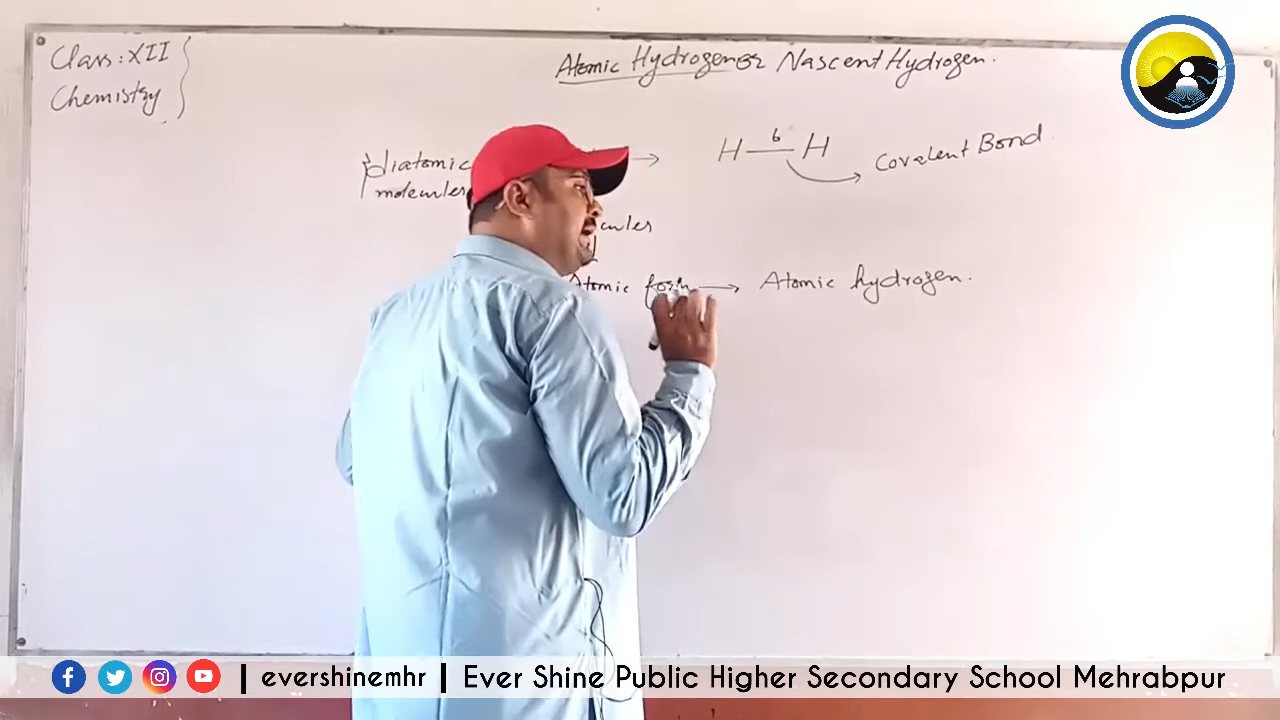 Class: XII
Chemistry
Atomic Hydrogen or Nascent Hydrogen.
diatomic
molecules
H 6 H
Covalent Bond
Atomic form → Atomic hydrogen.
| evershinemhr | Ever Shine Public Higher Secondary School Mehrabpur